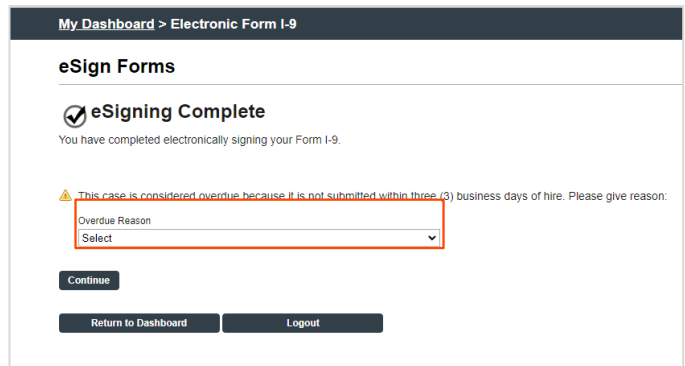 My Dashboard > Electronic Form I-9
eSign Forms
eSigning Complete
You have completed electronically signing your Form I-9.
This case is considered overdue because it is not submitted within three (3) business days of hire. Please give reason:
Overdue Reason
Select
Continue
Return to Dashboard
Logout